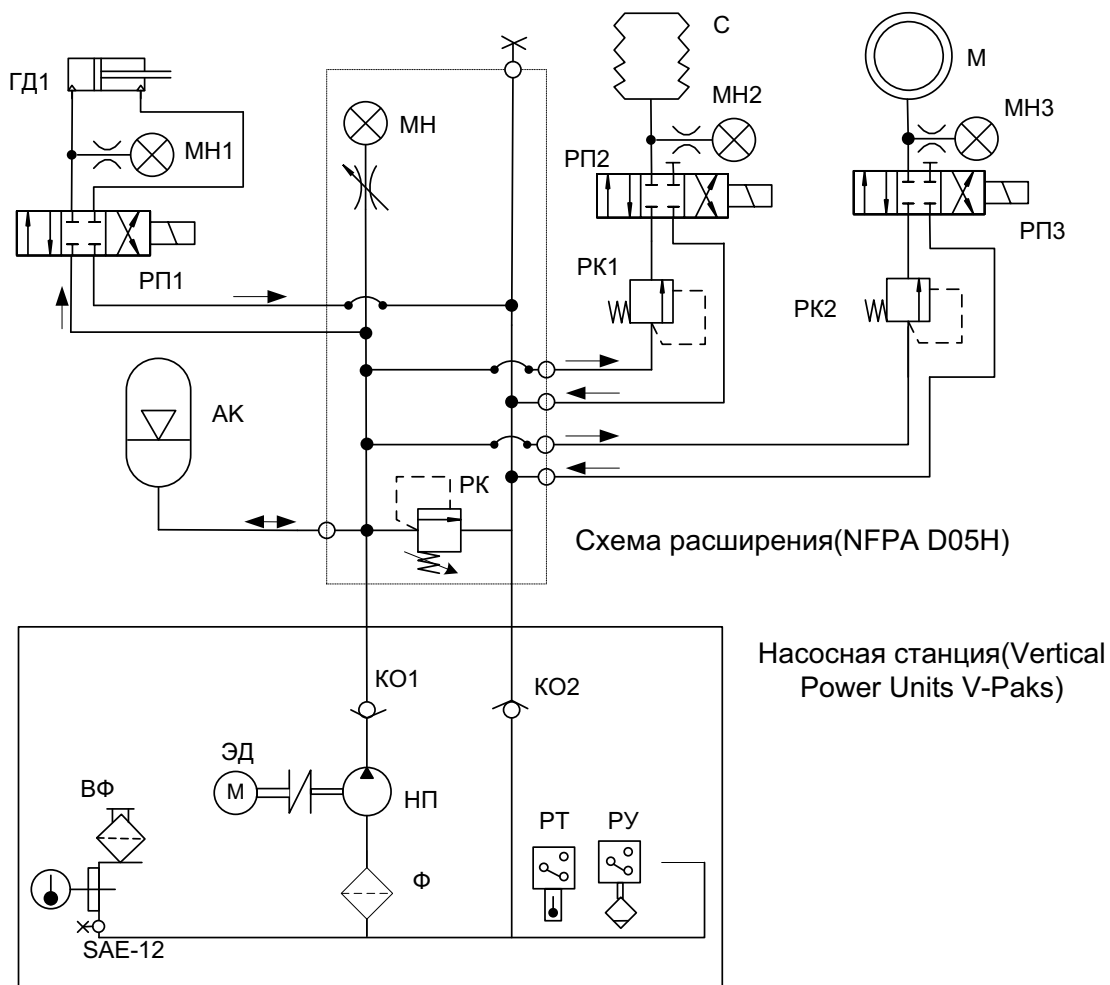 С
ГД1
М
МН
МН1
МН2
МН3
РП2
РП1
РП3
РК1
РК2
АК
РК
Схема расширения(NFPA D05H)
Насосная станция(Vertical
Power Units V-Paks)
КО1
КО2
ЭД
М
НП
ВФ
РТ
РУ
Ф
SAE-12